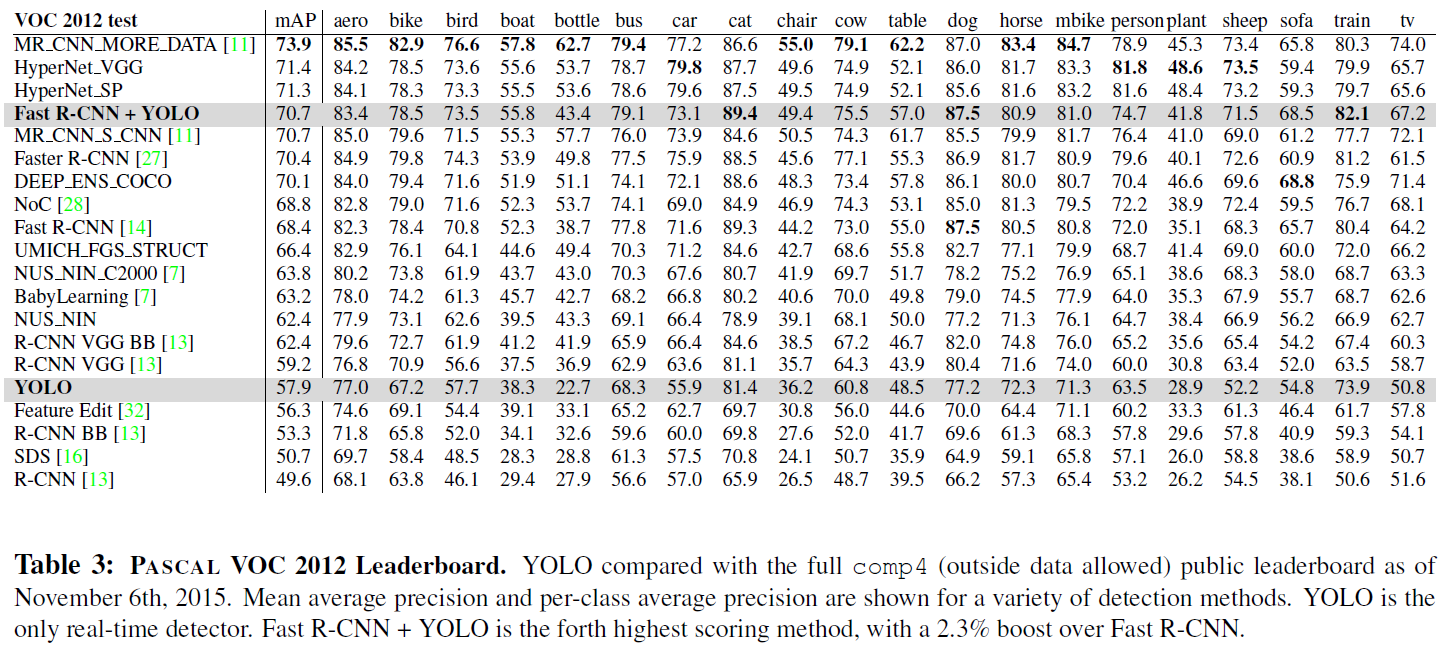 VOC 2012 test mAP aero bike bird boat bottle bus car cat chair cow table dog horse mbike person plant sheep sofa train tv
MR_CNN_MORE_DATA [11] 73.9 85.5 82.9 76.6 57.8 62.7 79.4 77.2 86.6 55.0 79.1 62.2 87.0 83.4 84.7 78.9 45.3 73.4 65.8 80.3 74.0
HyperNet_VGG 71.4 84.2 78.5 73.6 55.6 53.7 78.7 79.8 87.7 49.6 74.9 52.1 86.0 81.7 83.3 81.8 48.6 73.5 59.4 79.9 65.7
HyperNet_SP 71.3 84.1 78.3 73.3 55.5 53.6 78.6 79.6 87.5 49.5 74.9 52.1 85.6 81.6 83.2 81.6 48.4 73.2 59.3 79.7 65.6
Fast R-CNN + YOLO 70.7 83.4 78.5 73.5 55.8 43.4 79.1 73.1 89.4 49.4 75.5 57.0 87.5 80.9 81.0 74.7 41.8 71.5 68.5 82.1 67.2
MR_CNN_S_CNN [11] 70.7 85.0 79.6 71.5 55.3 57.7 76.0 73.9 84.6 50.5 74.3 61.7 85.5 79.9 81.7 76.4 41.0 69.0 61.2 77.7 72.1
Faster R-CNN [27] 70.4 84.9 79.8 74.3 53.9 49.8 77.5 75.9 88.5 45.6 77.1 55.3 86.9 81.7 80.9 79.6 40.1 72.6 60.9 81.2 61.5
DEEP_ENS_COCO 70.1 84.0 79.4 71.6 51.9 51.1 74.1 72.1 88.6 48.3 73.4 57.8 86.1 80.0 80.7 70.4 46.6 69.6 68.8 75.9 71.4
NoC [28] 68.8 82.8 79.0 71.6 52.3 53.7 74.1 69.0 84.9 46.9 74.3 53.1 85.0 81.3 79.5 72.2 38.9 72.4 59.5 76.7 68.1
Fast R-CNN [14] 68.4 82.3 78.4 70.8 52.3 38.7 77.8 71.6 89.3 44.2 73.0 55.0 87.5 80.5 80.8 72.0 35.1 68.3 65.7 80.4 64.2
UMICH_FGS_STRUCT 66.4 82.9 76.1 64.1 44.6 49.4 70.3 71.2 84.6 42.7 68.6 55.8 82.7 77.1 79.9 68.7 41.4 69.0 60.0 72.0 66.2
NUS_NIN_C2000 [7] 63.8 80.2 73.8 61.9 43.7 43.0 70.3 67.6 80.7 41.9 69.7 51.7 78.2 75.2 76.9 65.1 38.6 68.3 58.0 68.7 63.3
BabyLearning [7] 63.2 78.0 74.2 61.3 45.7 42.7 68.2 66.8 80.2 40.6 70.0 49.8 79.0 74.5 77.9 64.0 35.3 67.9 55.7 68.7 62.6
NUS_NIN 62.4 77.9 73.1 62.6 39.5 43.3 69.1 66.4 78.9 39.1 68.1 50.0 77.2 71.3 76.1 64.7 38.4 66.9 56.2 66.9 62.7
R-CNN VGG BB [13] 62.4 79.6 72.7 61.9 41.2 41.9 65.9 66.4 84.6 38.5 67.2 46.7 82.0 74.8 76.0 65.2 35.6 65.4 54.2 67.4 60.3
R-CNN VGG [13] 59.2 76.8 70.9 56.6 37.5 36.9 62.9 63.6 81.1 35.7 64.3 43.9 80.4 71.6 74.0 60.0 30.8 63.4 52.0 63.5 58.7
YOLO 57.9 77.0 67.2 57.7 38.3 22.7 68.3 55.9 81.4 36.2 60.8 48.5 77.2 72.3 71.3 63.5 28.9 52.2 54.8 73.9 50.8
Feature Edit [32] 56.3 74.6 69.1 54.4 39.1 33.1 65.2 62.7 69.7 30.8 56.0 44.6 70.0 64.4 71.1 60.2 33.3 61.3 46.4 61.7 57.8
R-CNN BB [13] 53.3 71.8 65.8 52.0 34.1 32.6 59.6 60.0 69.8 27.6 52.0 41.7 69.6 61.3 68.3 57.8 29.6 57.8 40.9 59.3 54.1
SDS [16] 50.7 69.7 58.4 48.5 28.3 28.8 61.3 57.5 70.8 24.1 50.7 35.9 64.9 59.1 65.8 57.1 26.0 58.8 38.6 58.9 50.7
R-CNN [13] 49.6 68.1 63.8 46.1 29.4 27.9 56.6 57.0 65.9 26.5 48.7 39.5 66.2 57.3 65.4 53.2 26.2 54.5 38.1 50.6 51.6
Table 3: PASCAL VOC 2012 Leaderboard. YOLO compared with the full comp4 (outside data allowed) public leaderboard as of
November 6th, 2015. Mean average precision and per-class average precision are shown for a variety of detection methods. YOLO is the
only real-time detector. Fast R-CNN + YOLO is the forth highest scoring method, with a 2.3% boost over Fast R-CNN.